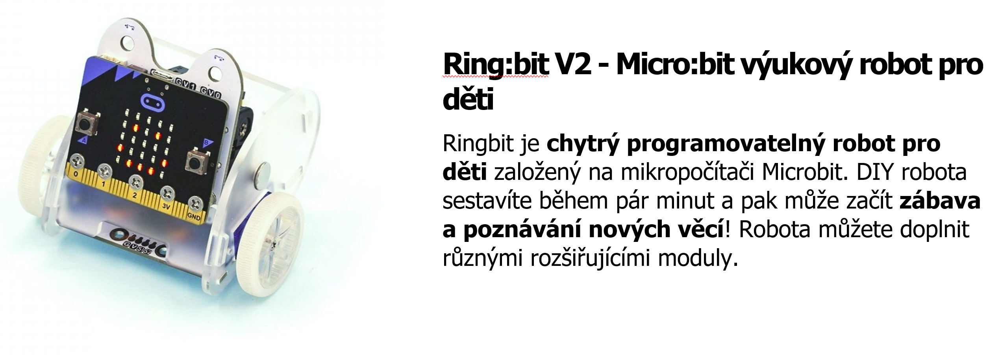 GV1 GV0
A
B
0
1
2
3V
GND
G V S1 S2
Ring:bit V2 - Micro:bit výukový robot pro
děti
Ringbit je chytrý programovatelný robot pro
děti založený na mikropočítači Microbit. DIY robota
sestavíte během pár minut a pak může začít zábava
a poznávání nových věcí! Robota můžete doplnit
různými rozšiřujícími moduly.